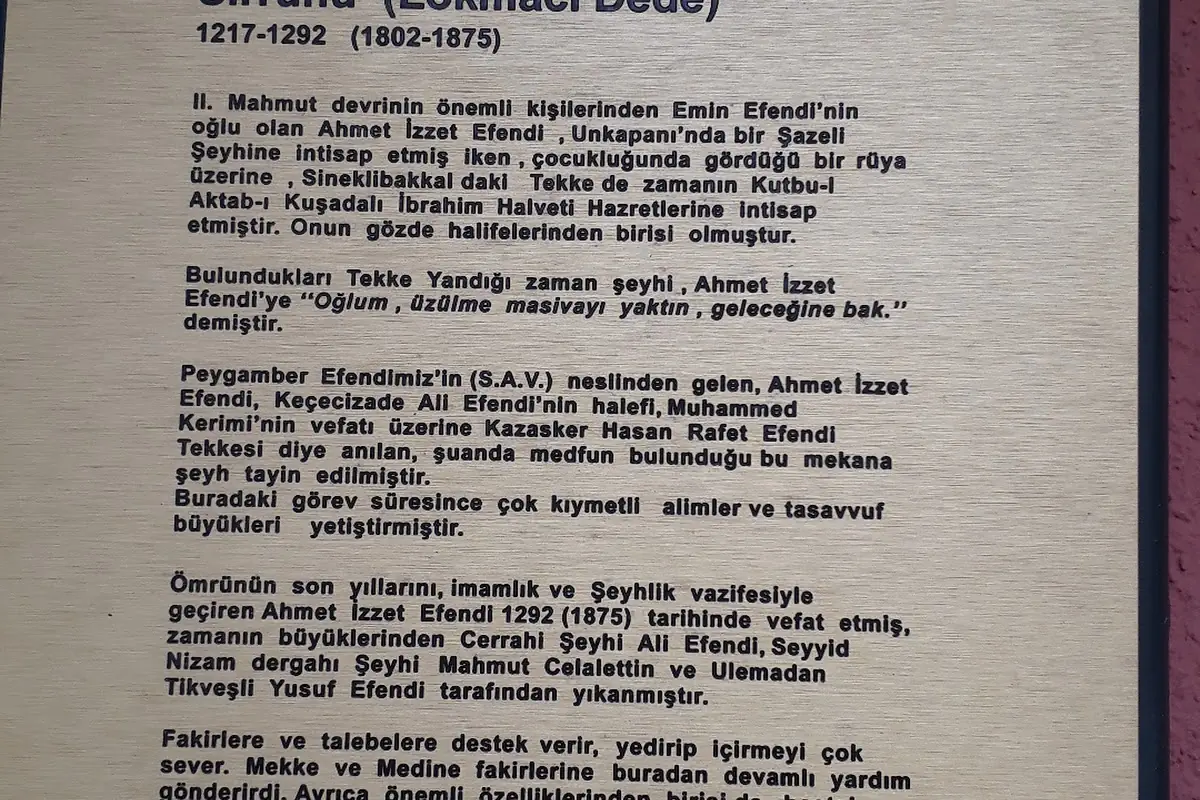 (Lokmacı Dede)
1217-1292 (1802-1875)
II. Mahmut devrinin önemli kişilerinden Emin Efendi'nin
oğlu olan Ahmet İzzet Efendi , Unkapanı'nda bir Şazeli
Şeyhine intisap etmiş iken , çocukluğunda gördüğü bir rüya
üzerine , Sineklibakkal daki Tekke de zamanın Kutbu-l
Aktab-ı Kuşadalı İbrahim Halveti Hazretlerine intisap
etmiştir. Onun gözde halifelerinden birisi olmuştur.
Bulundukları Tekke Yandığı zaman şeyhi , Ahmet İzzet
Efendi'ye "Oğlum , üzülme masivayı yaktın , geleceğine bak."
demiştir.
Peygamber Efendimiz'in (S.A.V.) neslinden gelen, Ahmet İzzet
Efendi, Keçecizade Ali Efendi'nin halefi, Muhammed
Kerimi'nin vefatı üzerine Kazasker Hasan Rafet Efendi
Tekkesi diye anılan, şuanda medfun bulunduğu bu mekana
şeyh tayin edilmiştir.
Buradaki görev süresince çok kıymetli alimler ve tasavvuf
büyükleri yetiştirmiştir.
Ömrünün son yıllarını, imamlık ve Şeyhlik vazifesiyle
geçiren Ahmet İzzet Efendi 1292 (1875) tarihinde vefat etmiş,
zamanın büyüklerinden Cerrahi Şeyhi Ali Efendi, Seyyid
Nizam dergahı Şeyhi Mahmut Celalettin ve Ulemadan
Tikveşli Yusuf Efendi tarafından yıkanmıştır.
Fakirlere ve talebelere destek verir, yedirip içirmeyi çok
sever. Mekke ve Medine fakirlerine buradan devamlı yardım
gönderirdi. Ayrıca önemli özelliklerinden birisi de